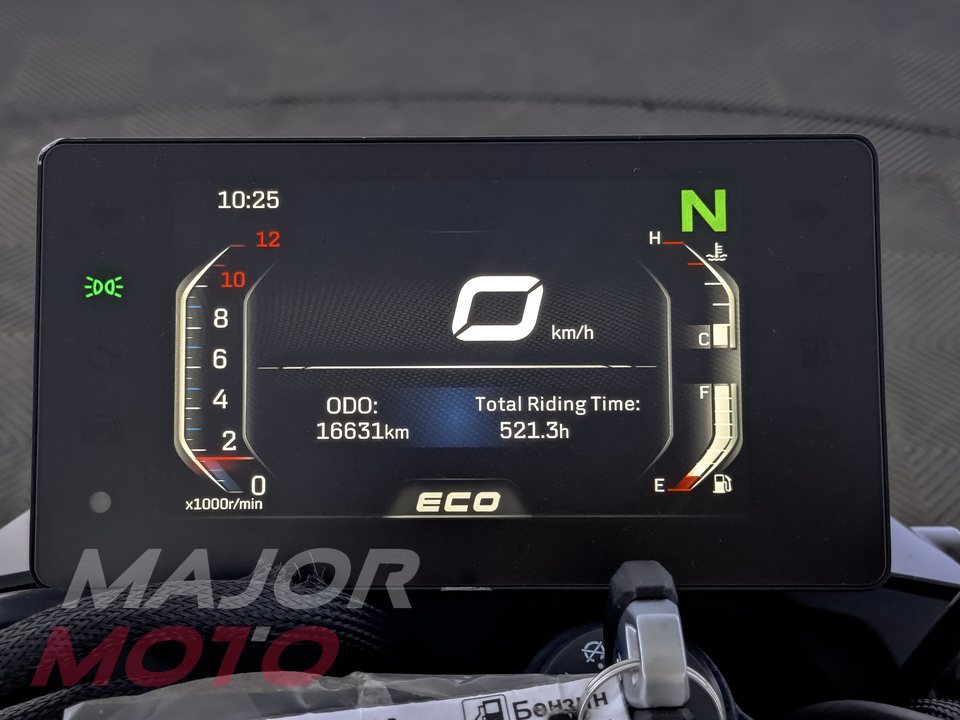 10:25
N
12
10
8
6
4
2
0
x1000r/min
H
C
F
E
0 km/h
ODO:
16631km
Total Riding Time:
521.3h
ECO
MAJOR
MOTO
Бензин